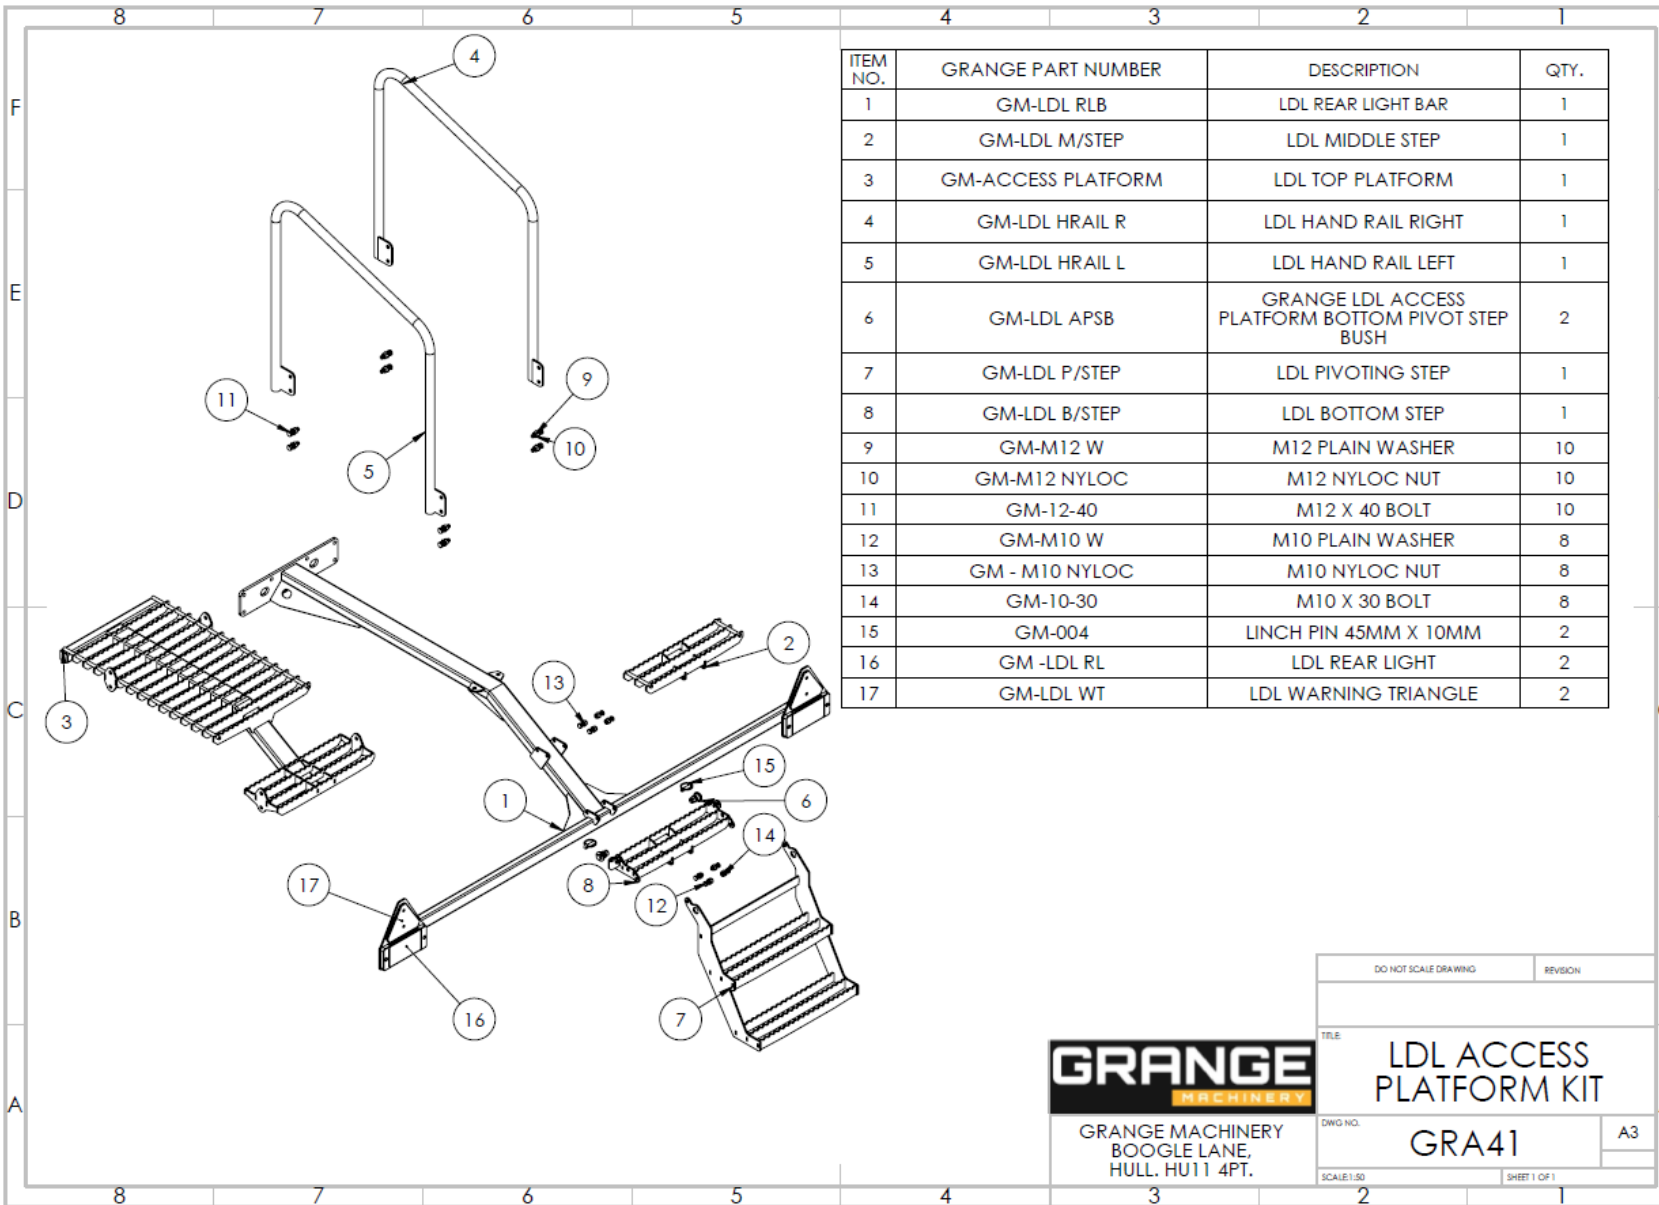 8 7 6 5 4 3 2 1
F
E
D
C
B
A
ITEM NO. GRANGE PART NUMBER DESCRIPTION QTY.
1 GM-LDL RLB LDL REAR LIGHT BAR 1
2 GM-LDL M/STEP LDL MIDDLE STEP 1
3 GM-ACCESS PLATFORM LDL TOP PLATFORM 1
4 GM-LDL HRAIL R LDL HAND RAIL RIGHT 1
5 GM-LDL HRAIL L LDL HAND RAIL LEFT 1
6 GM-LDL APSB GRANGE LDL ACCESS PLATFORM BOTTOM PIVOT STEP BUSH 2
7 GM-LDL P/STEP LDL PIVOTING STEP 1
8 GM-LDL B/STEP LDL BOTTOM STEP 1
9 GM-M12 W M12 PLAIN WASHER 10
10 GM-M12 NYLOC M12 NYLOC NUT 10
11 GM-12-40 M12 X 40 BOLT 10
12 GM-M10 W M10 PLAIN WASHER 8
13 GM - M10 NYLOC M10 NYLOC NUT 8
14 GM-10-30 M10 X 30 BOLT 8
15 GM-004 LINCH PIN 45MM X 10MM 2
16 GM -LDL RL LDL REAR LIGHT 2
17 GM-LDL WT LDL WARNING TRIANGLE 2
4
9
11
10
5
2
13
3
15
1
6
14
17
8
12
7
16
DO NOT SCALE DRAWING REVISION
TITLE:
LDL ACCESS
PLATFORM KIT
GRANGE
MACHINERY
GRANGE MACHINERY
BOOGLE LANE,
HULL. HU11 4PT.
DWG NO.
GRA41
A3
SCALE:1:50 SHEET 1 OF 1
8 7 6 5 4 3 2 1